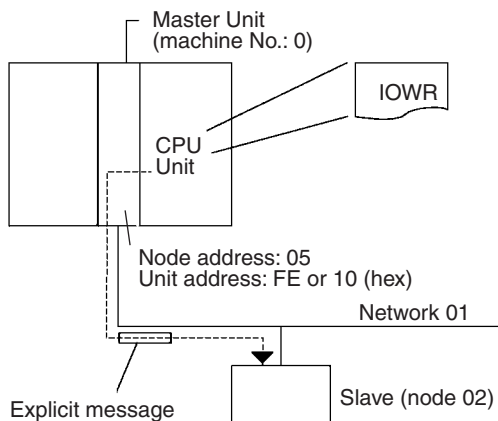 Master Unit
(machine No.: 0)
IOWR
CPU
Unit
Node address: 05
Unit address: FE or 10 (hex)
Network 01
Explicit message
Slave (node 02)